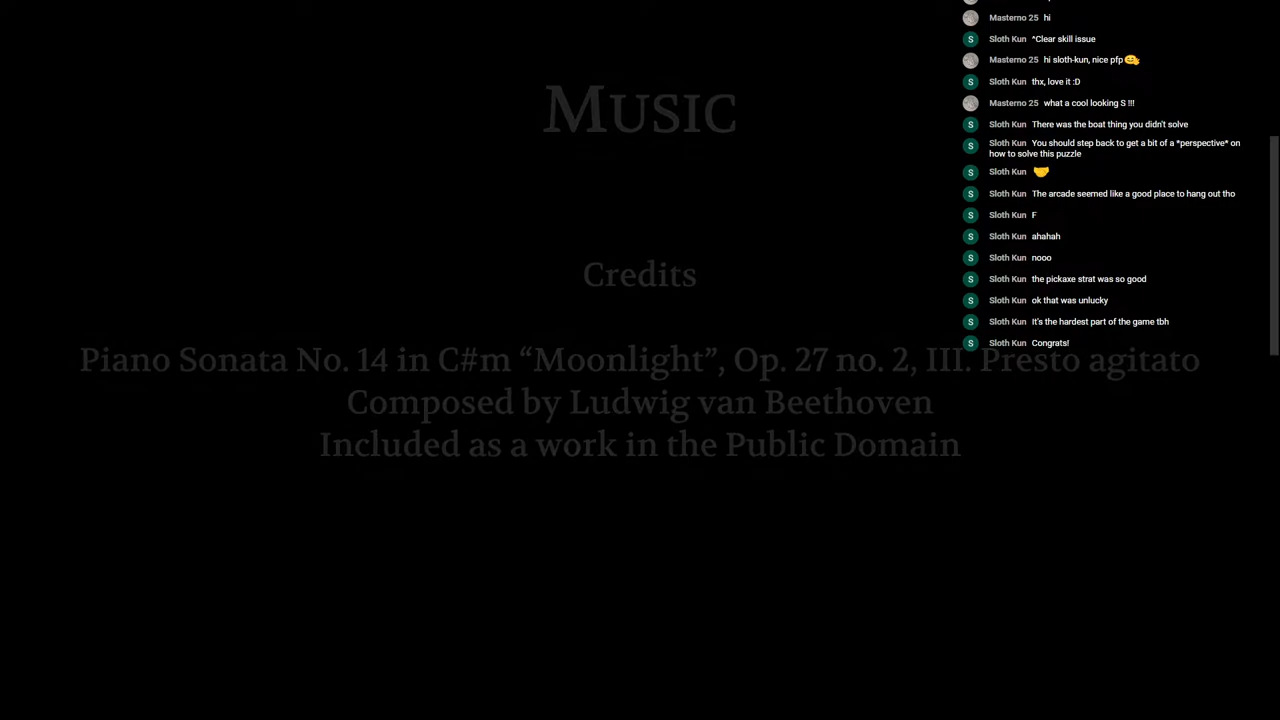 Masterno 25 hi
Sloth Kun *Clear skill issue
Masterno 25 hi sloth-kun, nice pfp
S Sloth Kun thx, love it :D
Masterno 25 what a cool looking S !!!
S Sloth Kun There was the boat thing you didn't solve
S Sloth Kun You should step back to get a bit of a *perspective* on
how to solve this puzzle
S Sloth Kun
S Sloth Kun The arcade seemed like a good place to hang out tho
S Sloth Kun F
S Sloth Kun ahahah
S Sloth Kun nooo
S Sloth Kun the pickaxe strat was so good
S Sloth Kun ok that was unlucky
S Sloth Kun It's the hardest part of the game tbh
S Sloth Kun Congrats!
Music
Credits
Piano Sonata No. 14 in C#m “Moonlight”, Op. 27 no. 2, III. Presto agitato
Composed by Ludwig van Beethoven
Included as a work in the Public Domain